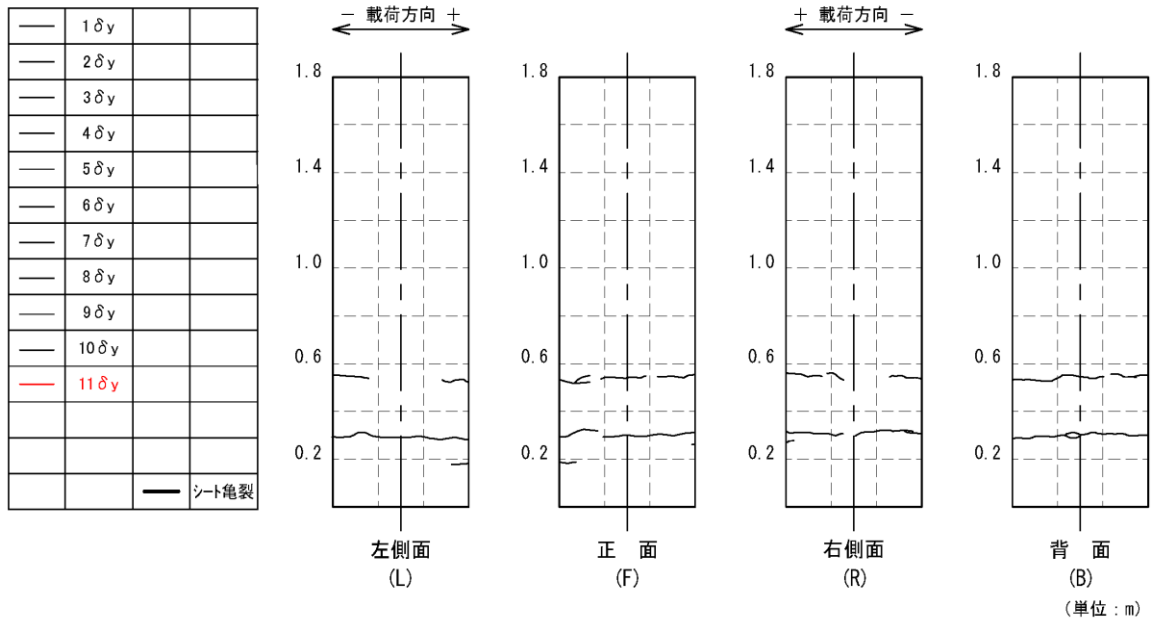 1δy
2δy
3δy
4δy
5δy
6δy
7δy
8δy
9δy
10δy
11δy
シート亀裂
－ 載荷方向 ＋
1.8
1.4
1.0
0.6
0.2
左側面
(L)
1.8
1.4
1.0
0.6
0.2
正　面
(F)
＋ 載荷方向 －
1.8
1.4
1.0
0.6
0.2
右側面
(R)
1.8
1.4
1.0
0.6
0.2
背　面
(B)
(単位：m)